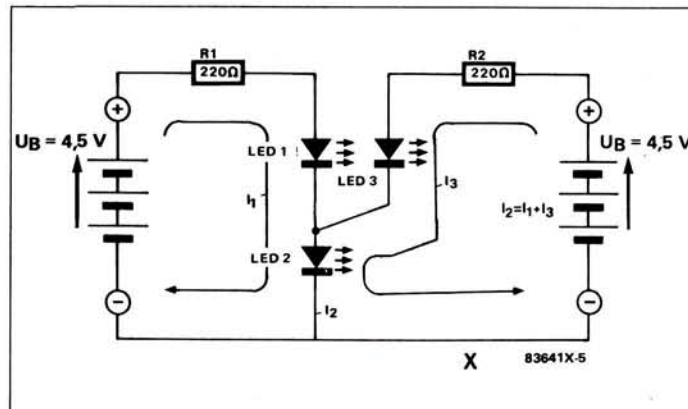 R1
220Ω
R2
220Ω
+
+
UB = 4,5 V
UB = 4,5 V
LED 1
LED 3
I1
I3
I2=I1+I3
LED 2
I2
−
−
X
83641X-5